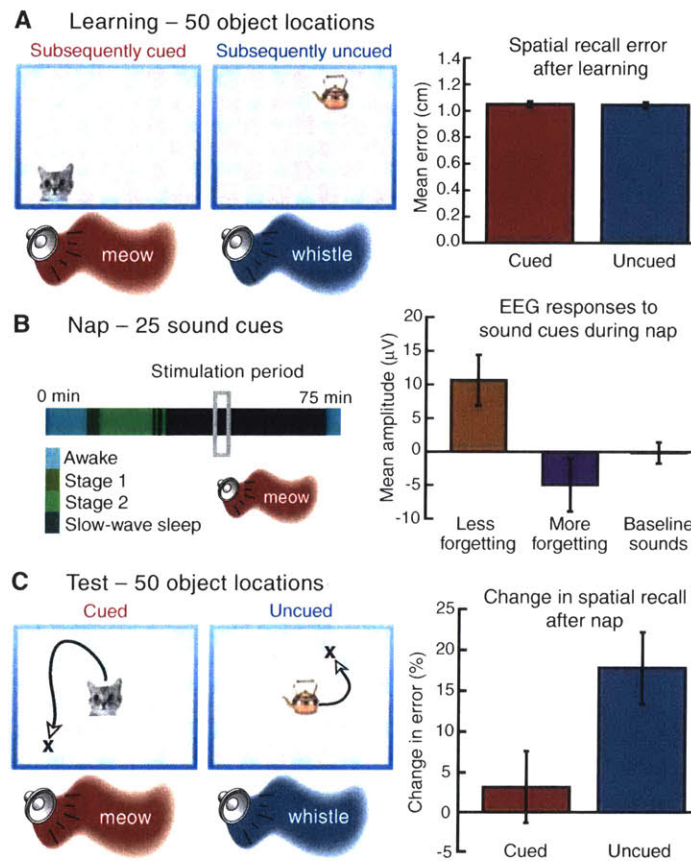 A Learning – 50 object locations
Subsequently cued
Subsequently uncued
meow
whistle
Spatial recall error
after learning
Mean error (cm)
1.4
1.2
1.0
0.8
0.6
0.4
0.2
0.0
Cued
Uncued
B Nap – 25 sound cues
Stimulation period
0 min
75 min
Awake
Stage 1
Stage 2
Slow-wave sleep
meow
EEG responses to
sound cues during nap
Mean amplitude (µV)
20
15
10
5
0
-5
-10
Less
forgetting
More
forgetting
Baseline
sounds
C Test – 50 object locations
Cued
Uncued
x
x
meow
whistle
Change in spatial recall
after nap
Change in error (%)
25
20
15
10
5
0
-5
Cued
Uncued